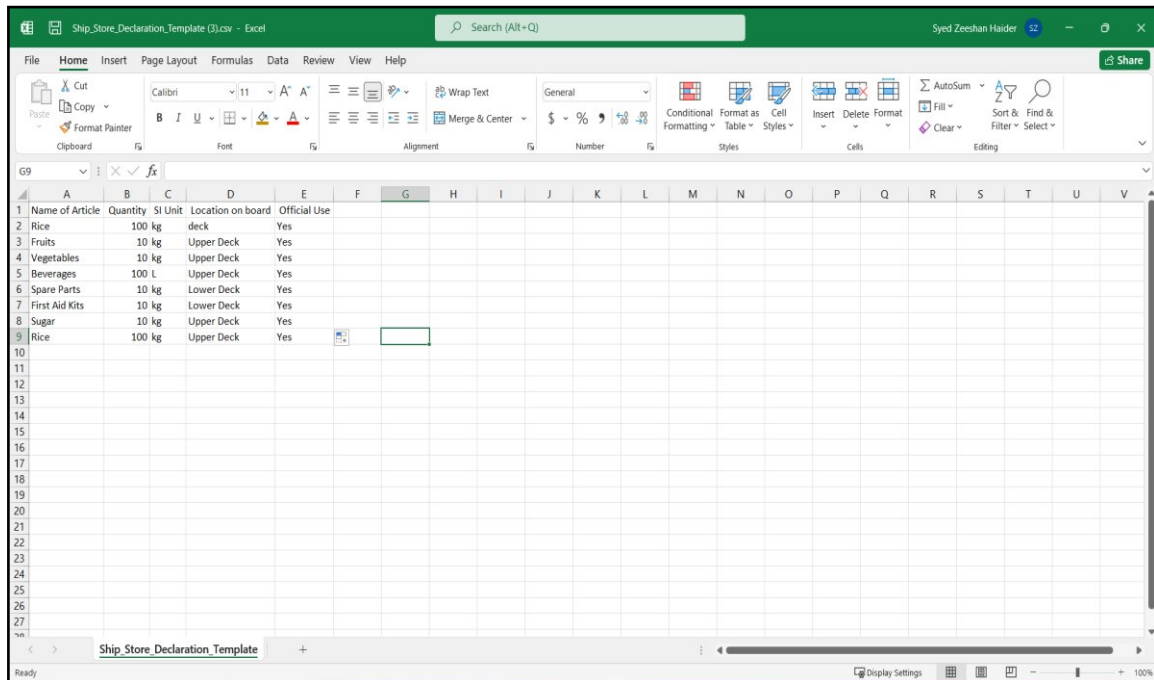 Ship_Store_Declaration_Template (3).csv - Excel
Search (Alt+Q)
Syed Zeeshan Haider
SZ
File Home Insert Page Layout Formulas Data Review View Help
Share
Paste
Cut
Copy
Format Painter
Clipboard
Calibri 11 A A
B I U A
Font
Wrap Text
Merge & Center
Alignment
General
$ % 9
Number
Conditional Formatting
Format as Table
Cell Styles
Styles
Insert Delete Format
Cells
AutoSum
Fill
Clear
Sort & Filter
Find & Select
Editing
G9 fx
A B C D E F G H I J K L M N O P Q R S T U V
1 Name of Article Quantity SI Unit Location on board Official Use
2 Rice 100 kg deck Yes
3 Fruits 10 kg Upper Deck Yes
4 Vegetables 10 kg Upper Deck Yes
5 Beverages 100 L Upper Deck Yes
6 Spare Parts 10 kg Lower Deck Yes
7 First Aid Kits 10 kg Lower Deck Yes
8 Sugar 10 kg Upper Deck Yes
9 Rice 100 kg Upper Deck Yes
10
11
12
13
14
15
16
17
18
19
20
21
22
23
24
25
26
27
28
Ship_Store_Declaration_Template
Ready
Display Settings
100%